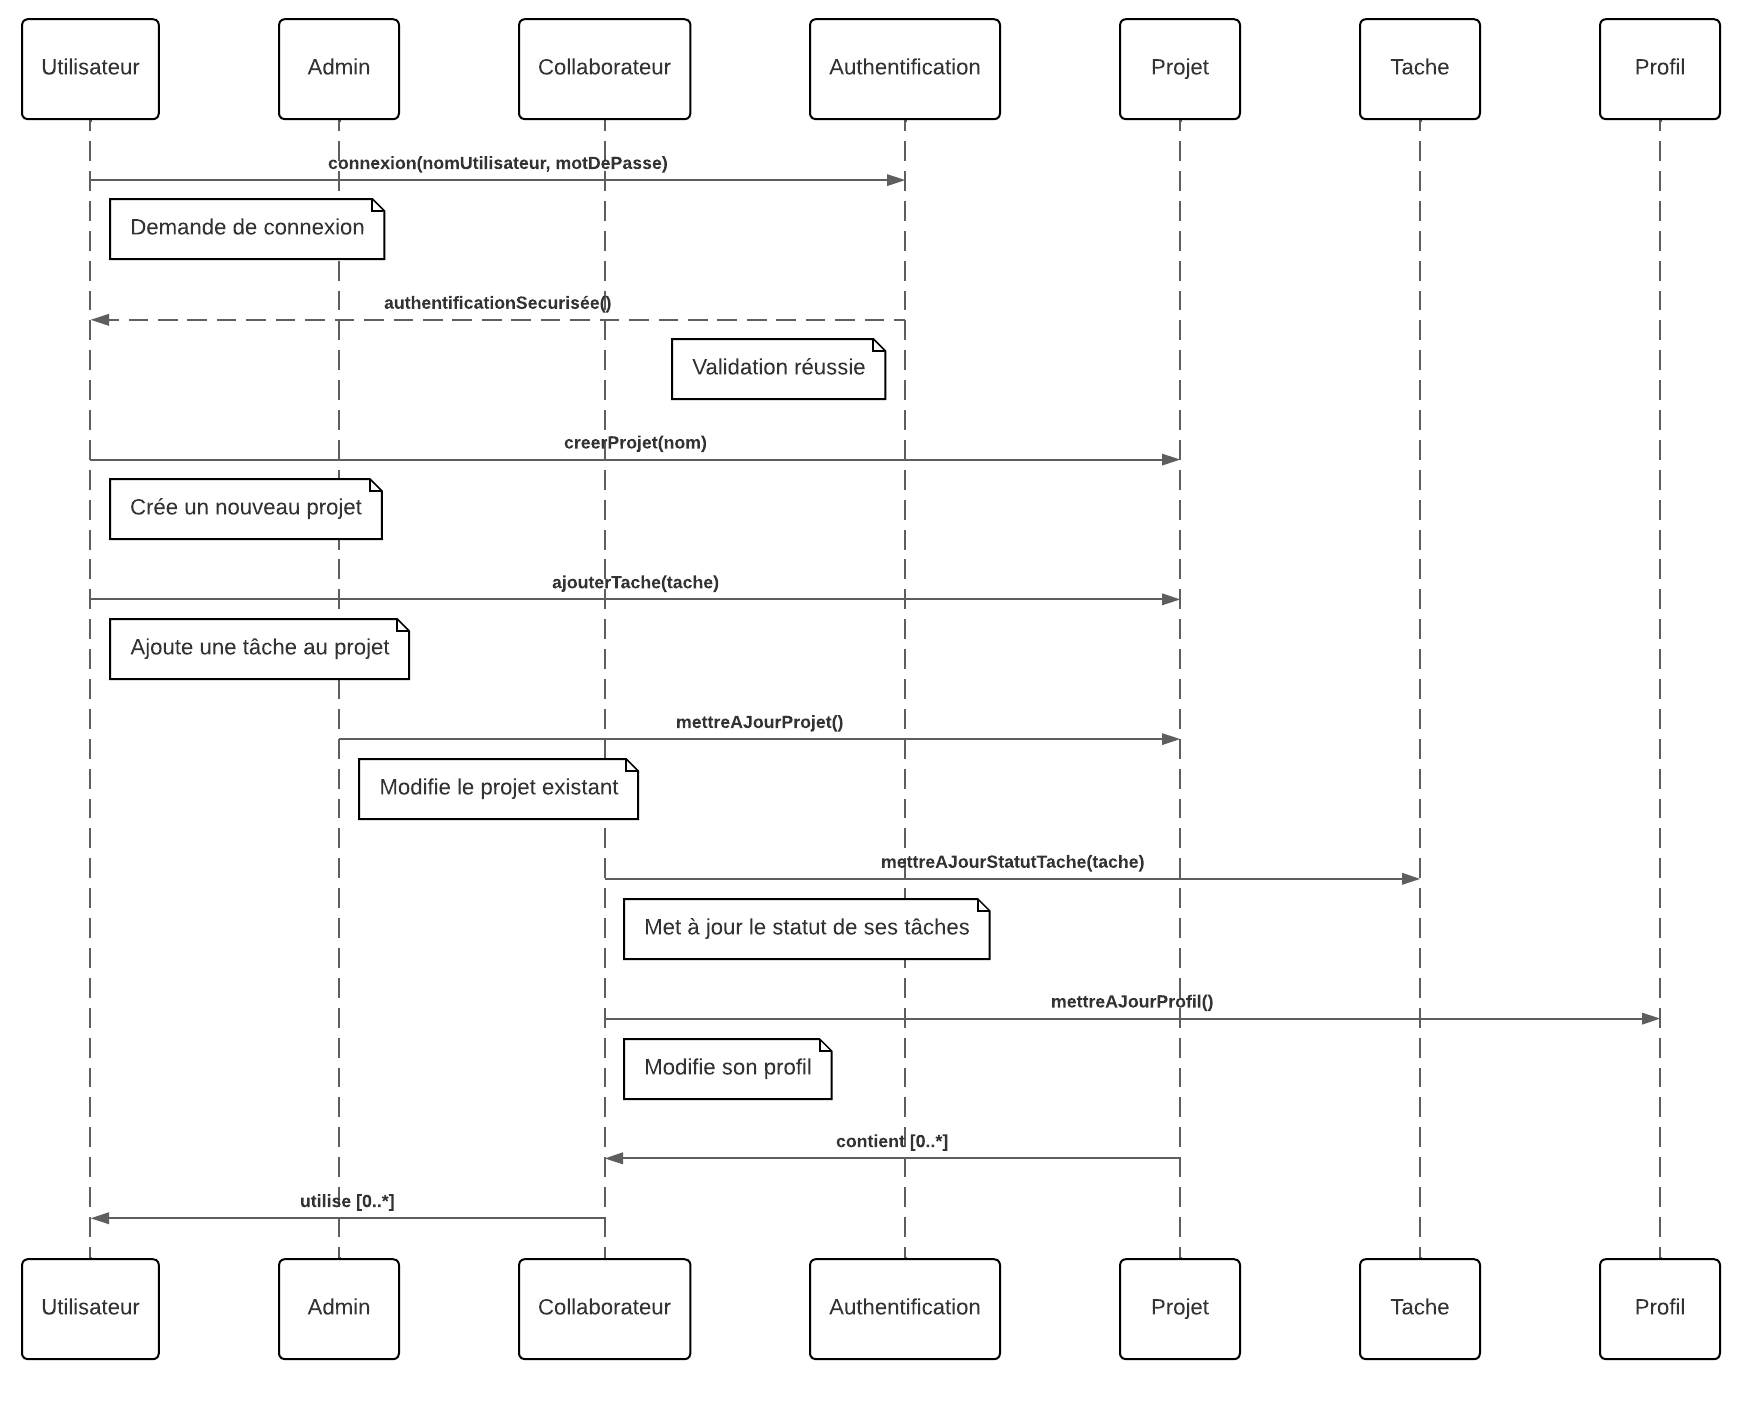 Utilisateur
Admin
Collaborateur
Authentification
Projet
Tache
Profil
connexion(nomUtilisateur, motDePasse)
Demande de connexion
authentificationSecurisée()
Validation réussie
creerProjet(nom)
Crée un nouveau projet
ajouterTache(tache)
Ajoute une tâche au projet
mettreAJourProjet()
Modifie le projet existant
mettreAJourStatutTache(tache)
Met à jour le statut de ses tâches
mettreAJourProfil()
Modifie son profil
contient [0..*]
utilise [0..*]
Utilisateur
Admin
Collaborateur
Authentification
Projet
Tache
Profil